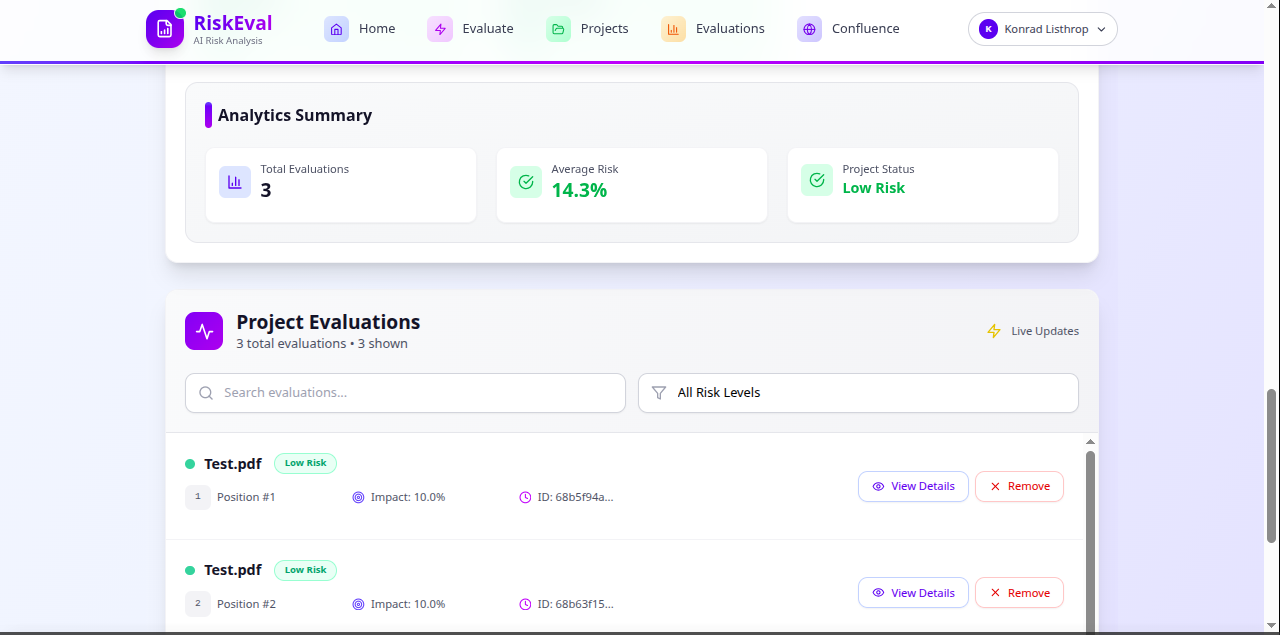 RiskEval
AI Risk Analysis
Home
Evaluate
Projects
Evaluations
Confluence
K
Konrad Listhrop
Analytics Summary
Total Evaluations
3
Average Risk
14.3%
Project Status
Low Risk
Project Evaluations
3 total evaluations • 3 shown
Live Updates
Search evaluations...
All Risk Levels
Test.pdf
Low Risk
1
Position #1
Impact: 10.0%
ID: 68b5f94a...
View Details
Remove
Test.pdf
Low Risk
2
Position #2
Impact: 10.0%
ID: 68b63f15...
View Details
Remove